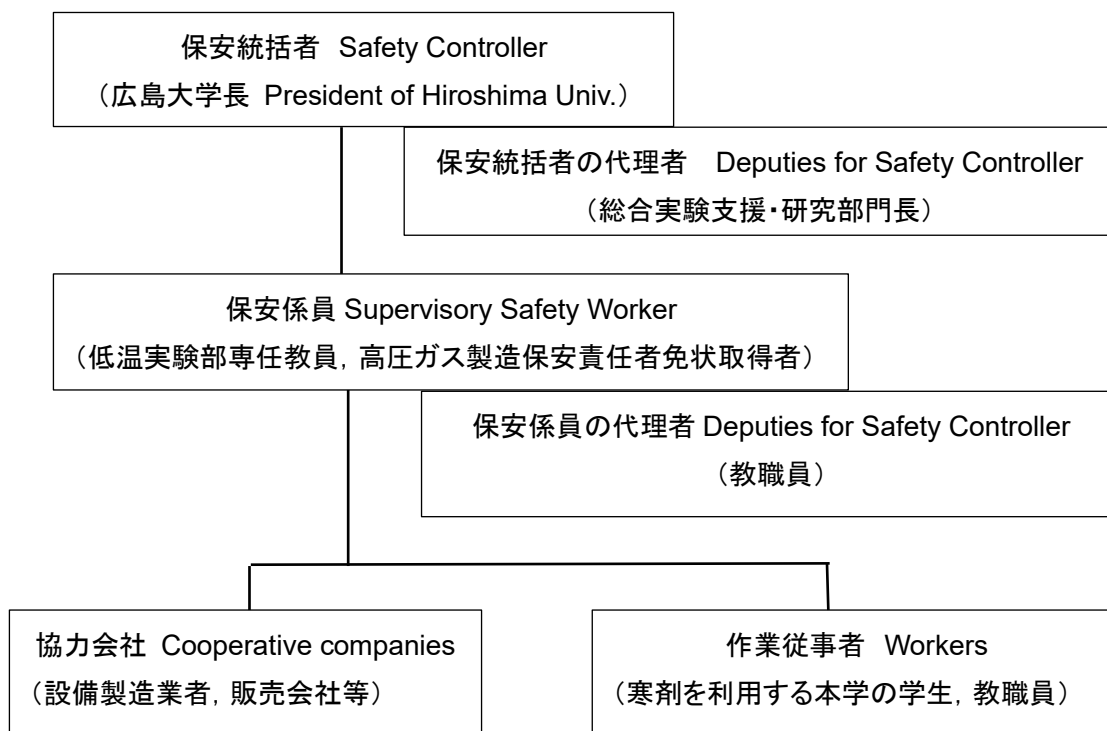 保安統括者 Safety Controller
（広島大学長 President of Hiroshima Univ.）
保安統括者の代理者 Deputies for Safety Controller
（総合実験支援・研究部門長）
保安係員 Supervisory Safety Worker
（低温実験部専任教員, 高圧ガス製造保安責任者免状取得者）
保安係員の代理者 Deputies for Safety Controller
（教職員）
協力会社 Cooperative companies
（設備製造業者, 販売会社等）
作業従事者 Workers
（寒剤を利用する本学の学生, 教職員）